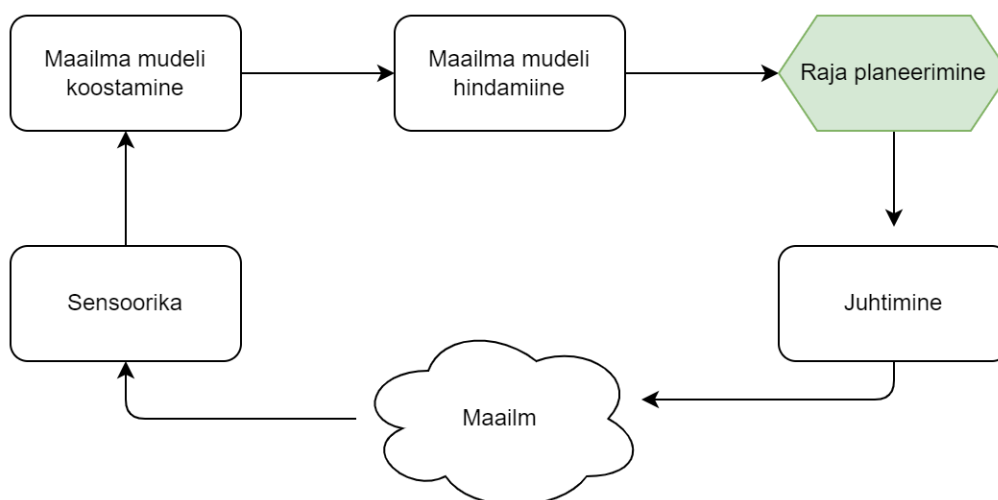 Maailma mudeli
koostamine
Maailma mudeli
hindamiine
Raja planeerimine
Sensoorika
Juhtimine
Maailm